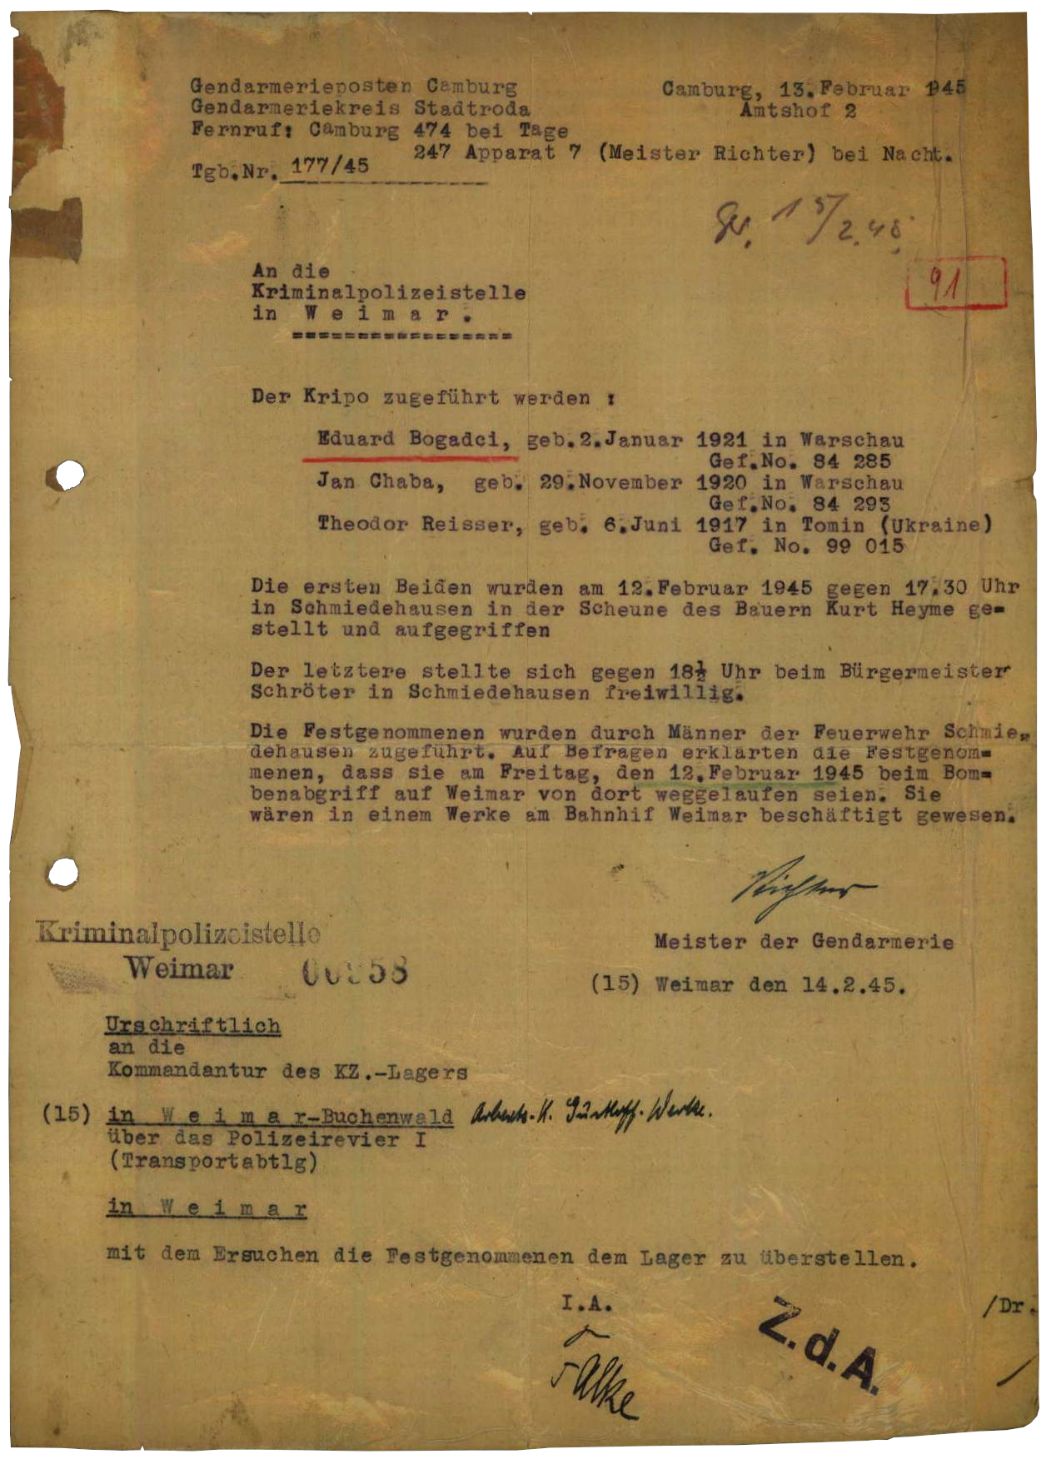 Gendarmerieposten Camburg
Camburg, 13.Februar 1945
Gendarmeriekreis Stadtroda
Amtshof 2
Fernruf: Camburg 474 bei Tage
247 Apparat 7 (Meister Richter) bei Nacht.
Tgb.Nr. 177/45
15/2.45.
91
An die
Kriminalpolizeistelle
in W e i m a r .
=================
Der Kripo zugeführt werden :
Eduard Bogadci, geb.2.Januar 1921 in Warschau
Gef.No. 84 285
Jan Chaba, geb. 29.November 1920 in Warschau
Gef.No. 84 293
Theodor Reisser, geb. 6.Juni 1917 in Tomin (Ukraine)
Gef. No. 99 015
Die ersten Beiden wurden am 12.Februar 1945 gegen 17.30 Uhr
in Schmiedehausen in der Scheune des Bauern Kurt Heyme ge=
stellt und aufgegriffen
Der letztere stellte sich gegen 18½ Uhr beim Bürgermeister
Schröter in Schmiedehausen freiwillig.
Die Festgenommenen wurden durch Männer der Feuerwehr Schmie=
dehausen zugeführt. Auf Befragen erklärten die Festgenom=
menen, dass sie am Freitag, den 12.Februar 1945 beim Bom=
benabgriff auf Weimar von dort weggelaufen seien. Sie
wären in einem Werke am Bahnhif Weimar beschäftigt gewesen.
Richter
Meister der Gendarmerie
Kriminalpolizeistelle
Weimar
(15) Weimar den 14.2.45.
Urschriftlich
an die
Kommandantur des KZ.-Lagers
(15) in W e i m a r-Buchenwald Arbeits-K. Gustloff-Werke.
über das Polizeirevier I
(Transportabtlg)
in W e i m a r
mit dem Ersuchen die Festgenommenen dem Lager zu überstellen.
I.A.
/Dr.
Z.d.A.
Falke